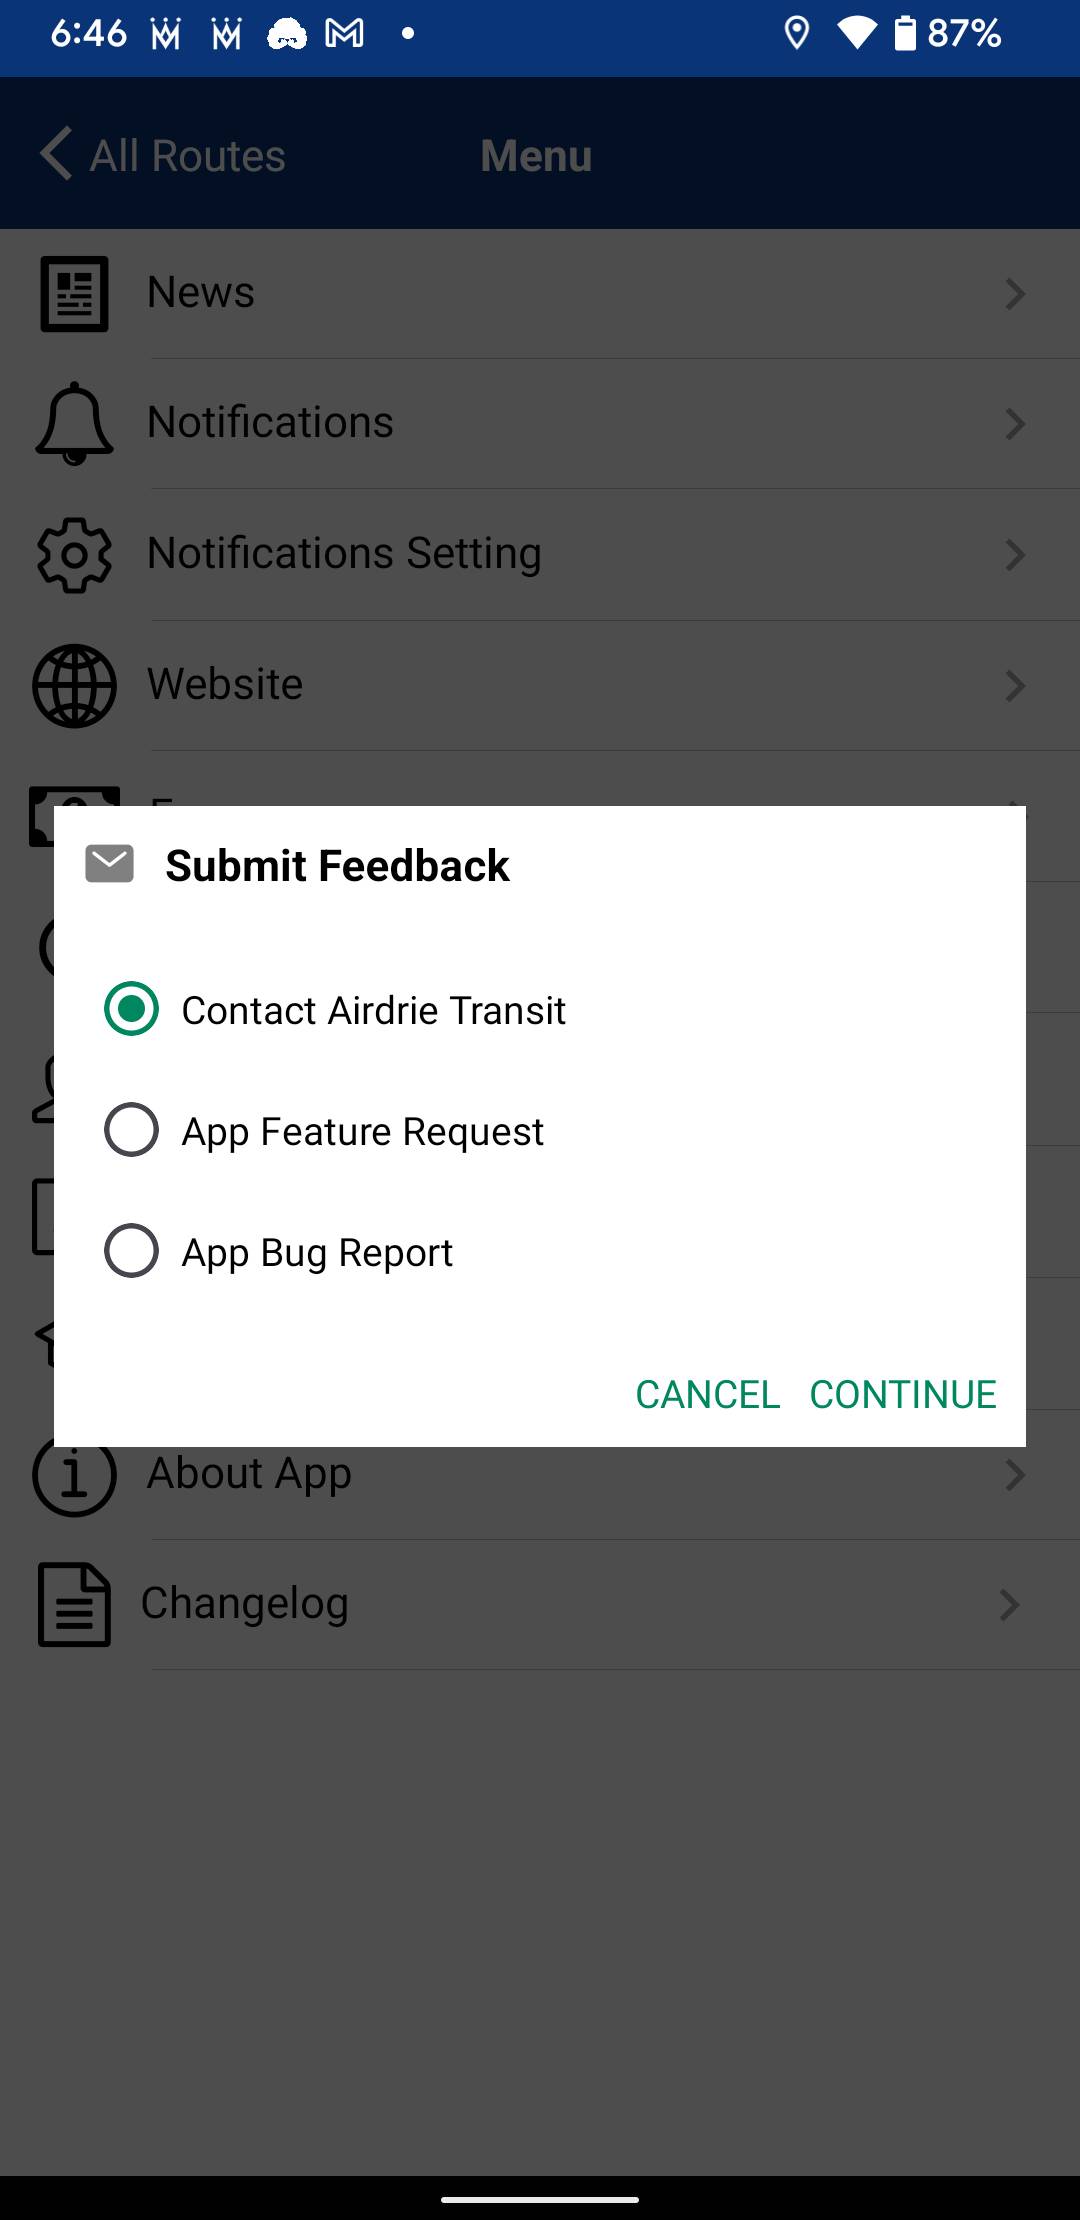 6:46
87%
All Routes
Menu
News
Notifications
Notifications Setting
Website
Submit Feedback
Contact Airdrie Transit
App Feature Request
App Bug Report
CANCEL CONTINUE
About App
Changelog